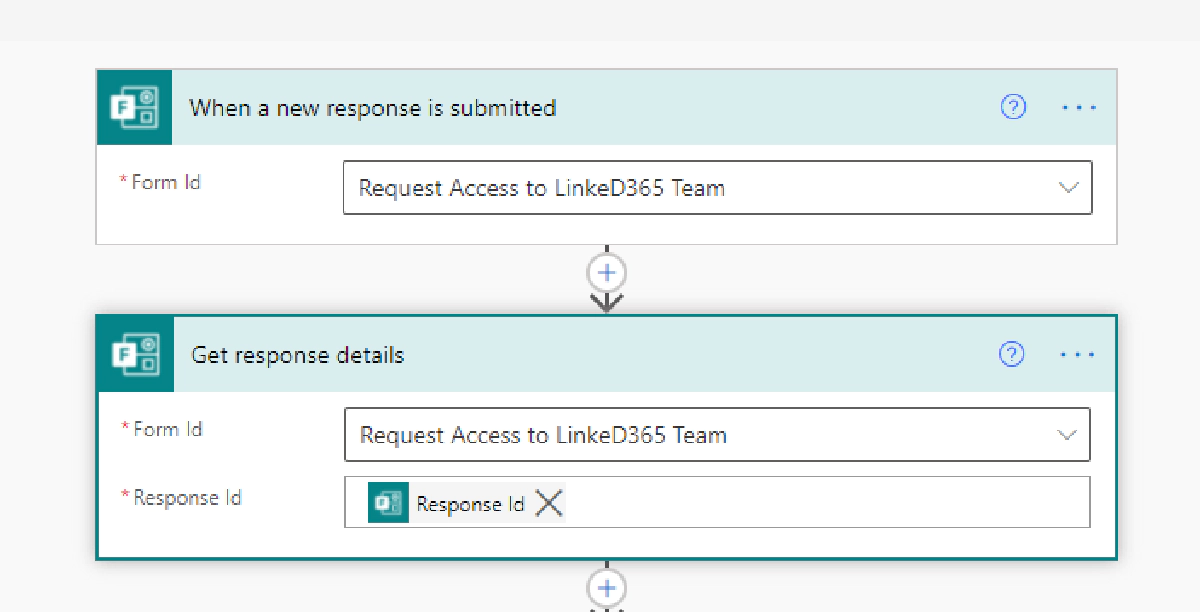 When a new response is submitted
?
* Form Id
Request Access to LinkeD365 Team
Get response details
?
* Form Id
Request Access to LinkeD365 Team
* Response Id
Response Id